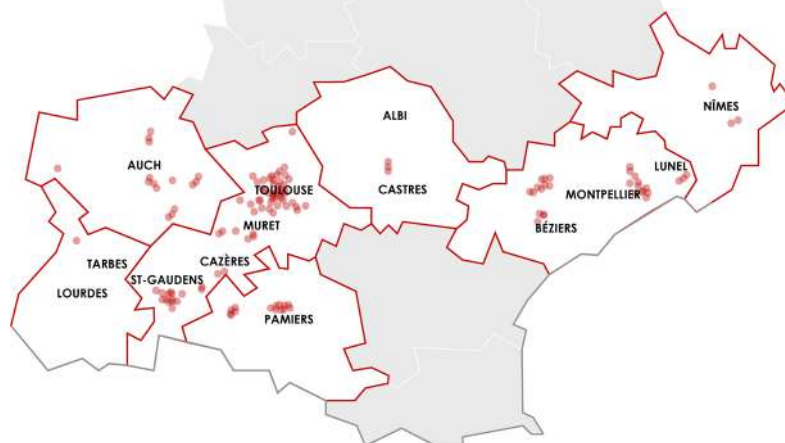 NÎMES
ALBI
AUCH
LUNEL
TOULOUSE
CASTRES
MONTPELLIER
MURET
BÉZIERS
TARBES
CAZÈRES
ST-GAUDENS
LOURDES
PAMIERS